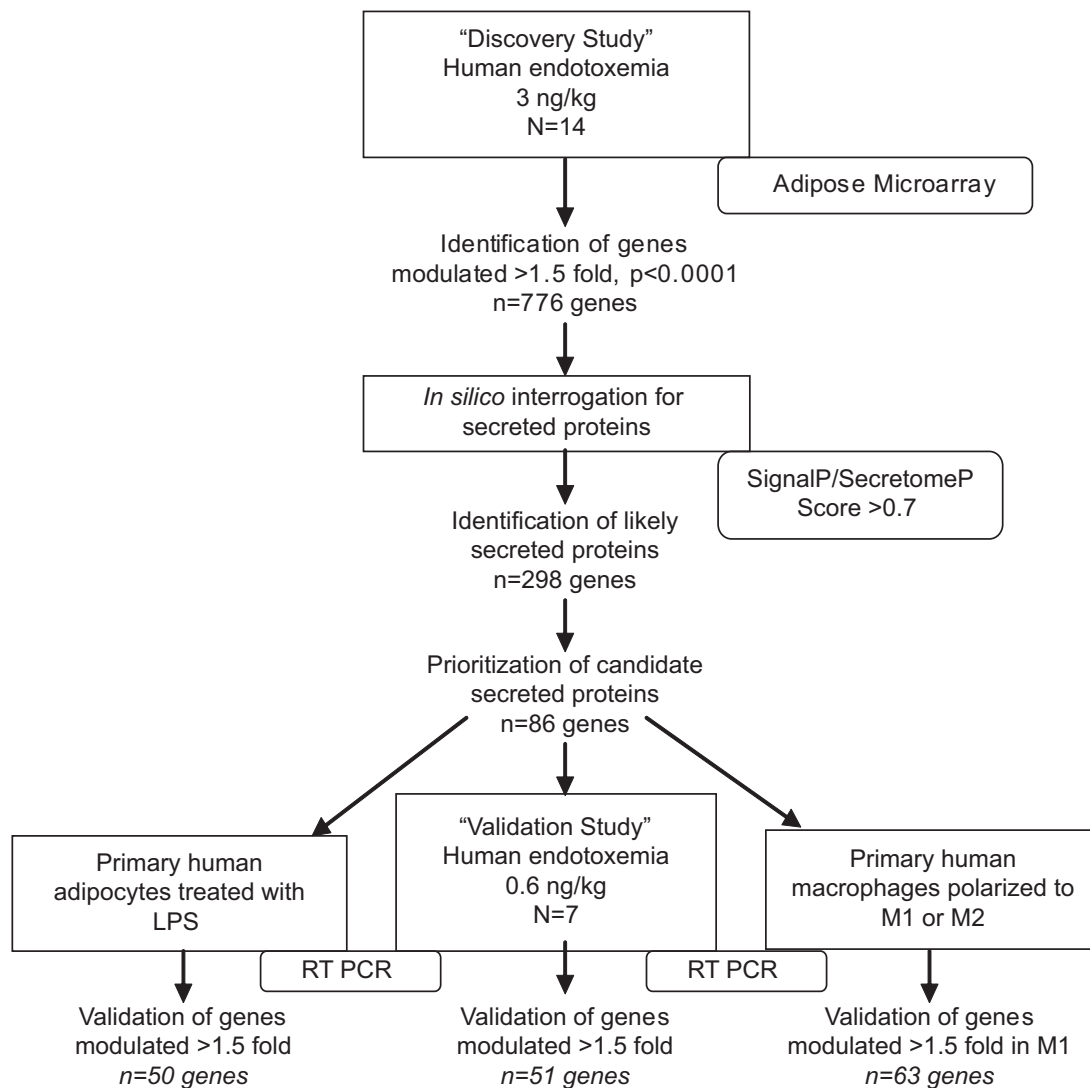 “Discovery Study”
Human endotoxemia
3 ng/kg
N=14
Adipose Microarray
Identification of genes
modulated >1.5 fold, p<0.0001
n=776 genes
In silico interrogation for
secreted proteins
SignalP/SecretomeP
Score >0.7
Identification of likely
secreted proteins
n=298 genes
Prioritization of candidate
secreted proteins
n=86 genes
Primary human
adipocytes treated with
LPS
RT PCR
“Validation Study”
Human endotoxemia
0.6 ng/kg
N=7
RT PCR
Primary human
macrophages polarized to
M1 or M2
Validation of genes
modulated >1.5 fold
n=50 genes
Validation of genes
modulated >1.5 fold
n=51 genes
Validation of genes
modulated >1.5 fold in M1
n=63 genes